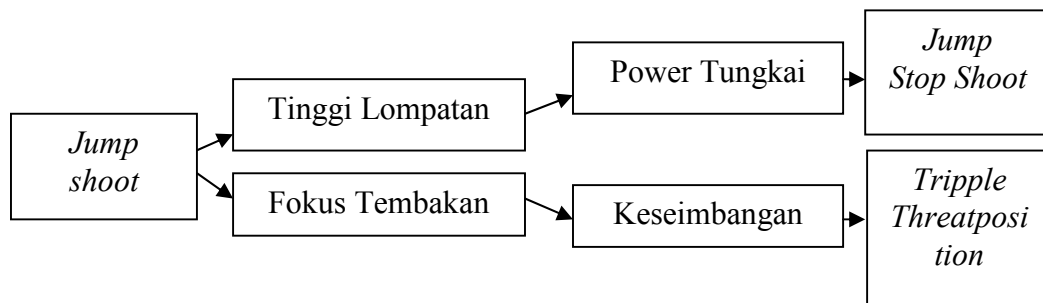 Jump
shoot
Tinggi Lompatan
Power Tungkai
Jump
Stop Shoot
Fokus Tembakan
Keseimbangan
Tripple
Threatposi
tion